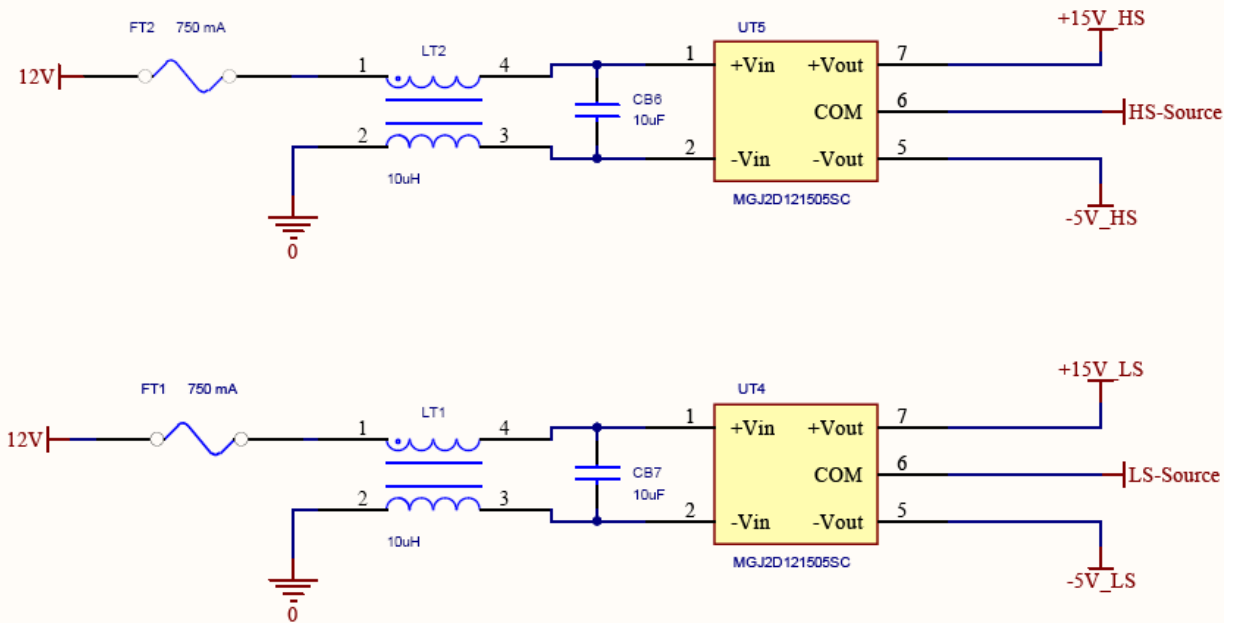 FT2 750 mA
12V
1
LT2
4
2
3
10uH
0
CB6
10uF
UT5
1
+Vin
+Vout
7
COM
6
2
-Vin
-Vout
5
MGJ2D121505SC
+15V_HS
HS-Source
-5V_HS
FT1 750 mA
12V
1
LT1
4
2
3
10uH
0
CB7
10uF
UT4
1
+Vin
+Vout
7
COM
6
2
-Vin
-Vout
5
MGJ2D121505SC
+15V_LS
LS-Source
-5V_LS